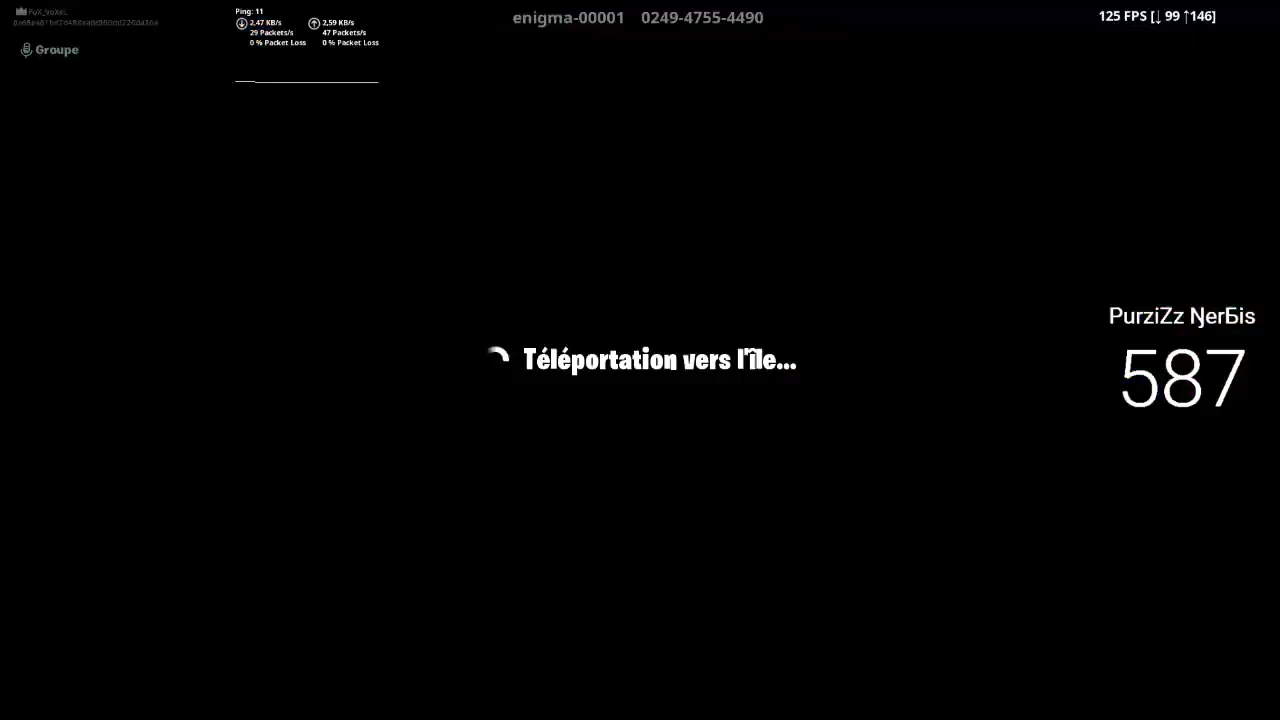 Groupe
Ping: 11
2,47 KB/s 2,59 KB/s
29 Packets/s 47 Packets/s
0 % Packet Loss 0 % Packet Loss
enigma-00001 0249-4755-4490
125 FPS [↓ 99 ↑146]
PurziZz ŊerБis
587
Téléportation vers l'île...